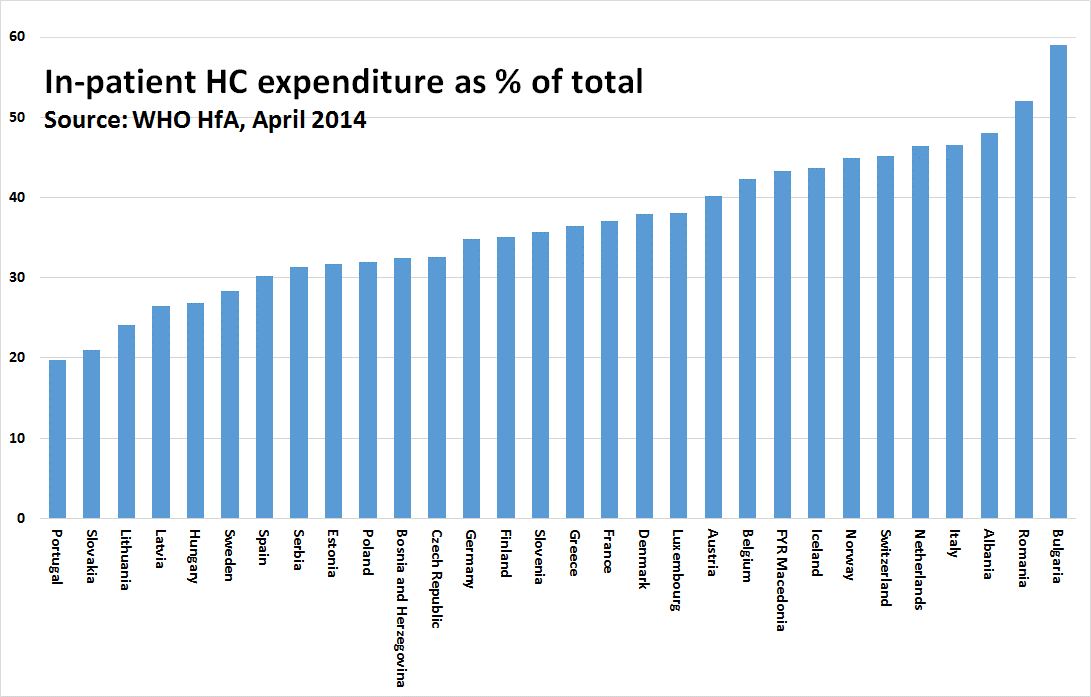 60
In-patient HC expenditure as % of total
50
Source: WHO HfA, April 2014
40
30
20
10
0
Portugal
Slovakia
Lithuania
Latvia
Hungary
Sweden
Spain
Serbia
Estonia
Poland
Bosnia and Herzegovina
Czech Republic
Germany
Finland
Slovenia
Greece
France
Denmark
Luxembourg
Austria
Belgium
FYR Macedonia
Iceland
Norway
Switzerland
Netherlands
Italy
Albania
Romania
Bulgaria